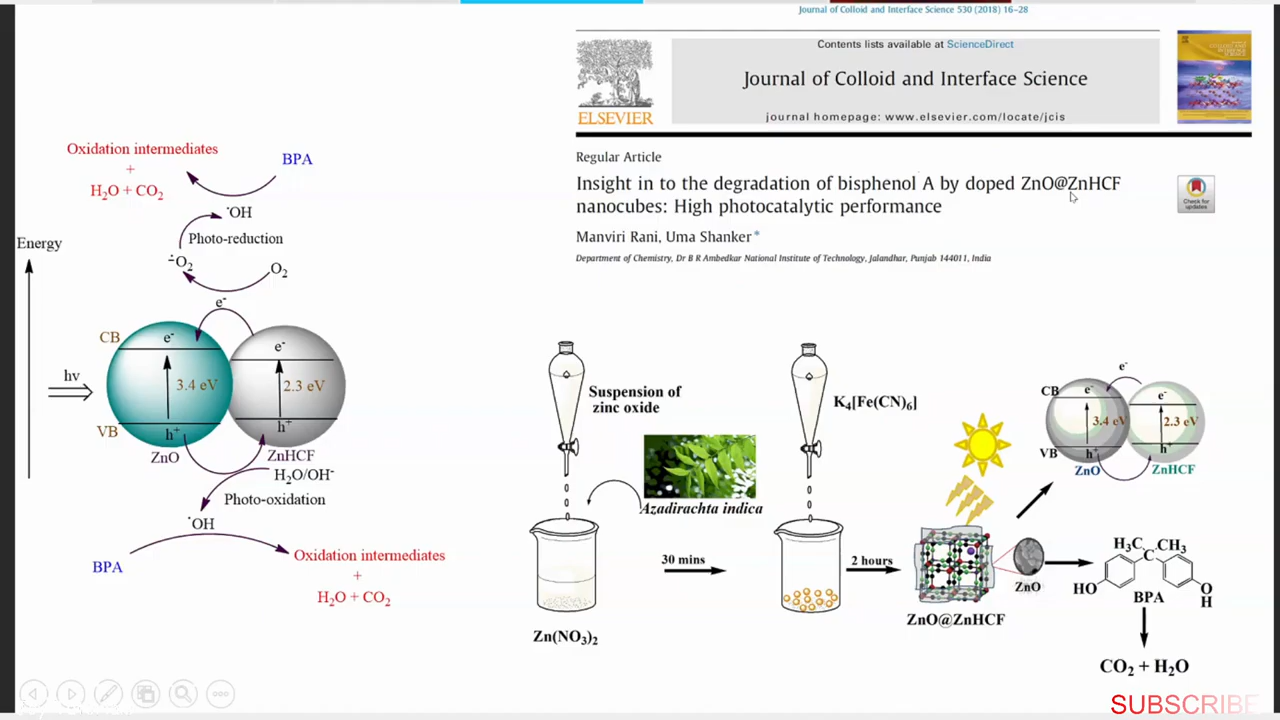 Journal of Colloid and Interface Science 530 (2018) 16–28
Contents lists available at ScienceDirect
Journal of Colloid and Interface Science
journal homepage: www.elsevier.com/locate/jcis
ELSEVIER
Regular Article
Insight in to the degradation of bisphenol A by doped ZnO@ZnHCF
nanocubes: High photocatalytic performance
Check for
updates
Manviri Rani, Uma Shanker*
Department of Chemistry, Dr B R Ambedkar National Institute of Technology, Jalandhar, Punjab 144011, India
Oxidation intermediates
+
H₂O + CO₂
BPA
·OH
Photo-reduction
Energy
∸O₂
O₂
e⁻
CB
e⁻
e⁻
hv
3.4 eV
2.3 eV
VB
h⁺
h⁺
ZnO
ZnHCF
H₂O/OH⁻
Photo-oxidation
·OH
BPA
Oxidation intermediates
+
H₂O + CO₂
Suspension of
zinc oxide
Azadirachta indica
30 mins
Zn(NO₃)₂
K₄[Fe(CN)₆]
2 hours
ZnO@ZnHCF
ZnO
e⁻
CB
e⁻
e⁻
3.4 eV
2.3 eV
VB
h⁺
h⁺
ZnO
ZnHCF
H₃C
CH₃
C
HO
O
H
BPA
CO₂ + H₂O
SUBSCRIBE